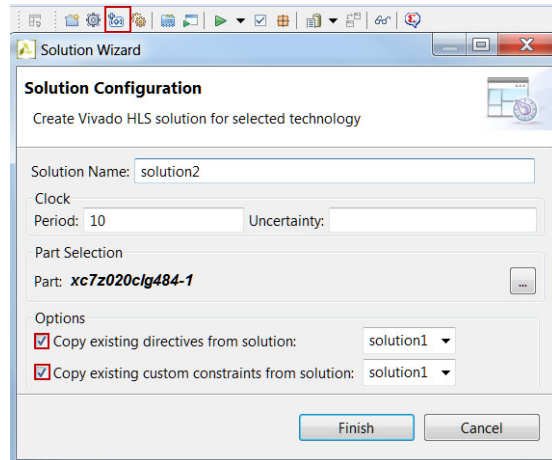 Solution Wizard
Solution Configuration
Create Vivado HLS solution for selected technology
Solution Name: solution2
Clock
Period: 10 Uncertainty:
Part Selection
Part: xc7z020clg484-1 ...
Options
Copy existing directives from solution: solution1
Copy existing custom constraints from solution: solution1
Finish Cancel